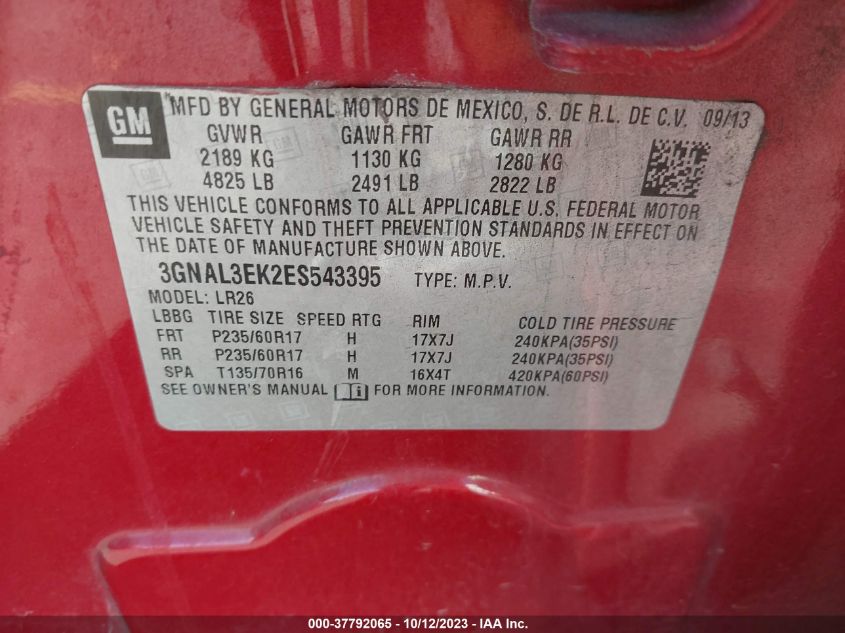 GM MFD BY GENERAL MOTORS DE MEXICO, S. DE R.L. DE C.V. 09/13
GVWR GAWR FRT GAWR RR
2189 KG 1130 KG 1280 KG
4825 LB 2491 LB 2822 LB
THIS VEHICLE CONFORMS TO ALL APPLICABLE U.S. FEDERAL MOTOR
VEHICLE SAFETY AND THEFT PREVENTION STANDARDS IN EFFECT ON
THE DATE OF MANUFACTURE SHOWN ABOVE.
3GNAL3EK2ES543395 TYPE: M.P.V.
MODEL: LR26
LBBG TIRE SIZE SPEED RTG RIM COLD TIRE PRESSURE
FRT P235/60R17 H 17X7J 240KPA(35PSI)
RR P235/60R17 H 17X7J 240KPA(35PSI)
SPA T135/70R16 M 16X4T 420KPA(60PSI)
SEE OWNER'S MANUAL FOR MORE INFORMATION.
000-37792065 - 10/12/2023 - IAA Inc.